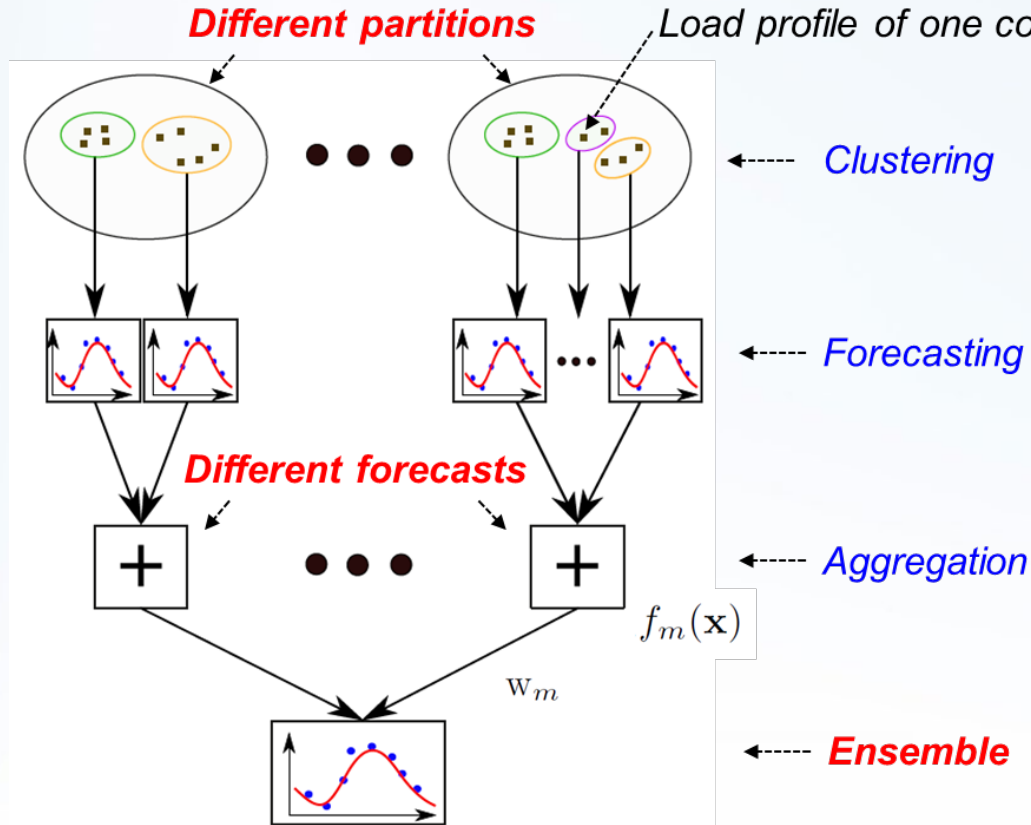 Different partitions
Load profile of one co
Clustering
Forecasting
Different forecasts
+
+
Aggregation
f_m(x)
w_m
Ensemble